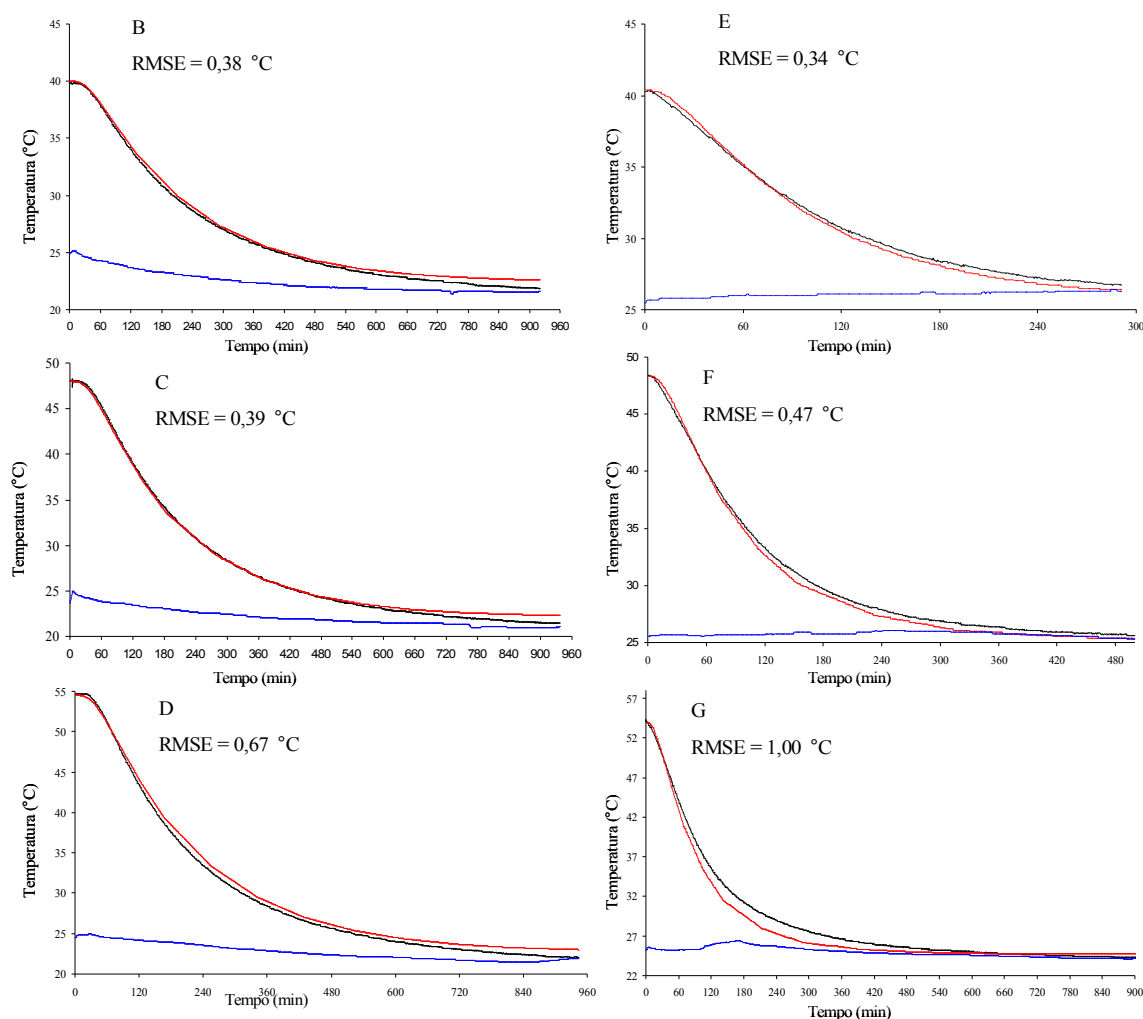 B
RMSE = 0,38 °C
Temperatura (°C)
45
40
35
30
25
20
0 60 120 180 240 300 360 420 480 540 600 660 720 780 840 900 960
Tempo (min)
E
RMSE = 0,34 °C
Temperatura (°C)
45
40
35
30
25
0 60 120 180 240 300
Tempo (min)
C
RMSE = 0,39 °C
Temperatura (°C)
50
45
40
35
30
25
20
0 60 120 180 240 300 360 420 480 540 600 660 720 780 840 900 960
Tempo (min)
F
RMSE = 0,47 °C
Temperatura (°C)
50
45
40
35
30
25
0 60 120 180 240 300 360 420 480
Tempo (min)
D
RMSE = 0,67 °C
Temperatura (°C)
55
50
45
40
35
30
25
20
0 120 240 360 480 600 720 840 960
Tempo (min)
G
RMSE = 1,00 °C
Temperatura (°C)
57
52
47
42
37
32
27
22
0 60 120 180 240 300 360 420 480 540 600 660 720 780 840 900
Tempo (min)